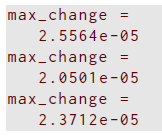 max_change =
2.5564e-05
max_change =
2.0501e-05
max_change =
2.3712e-05